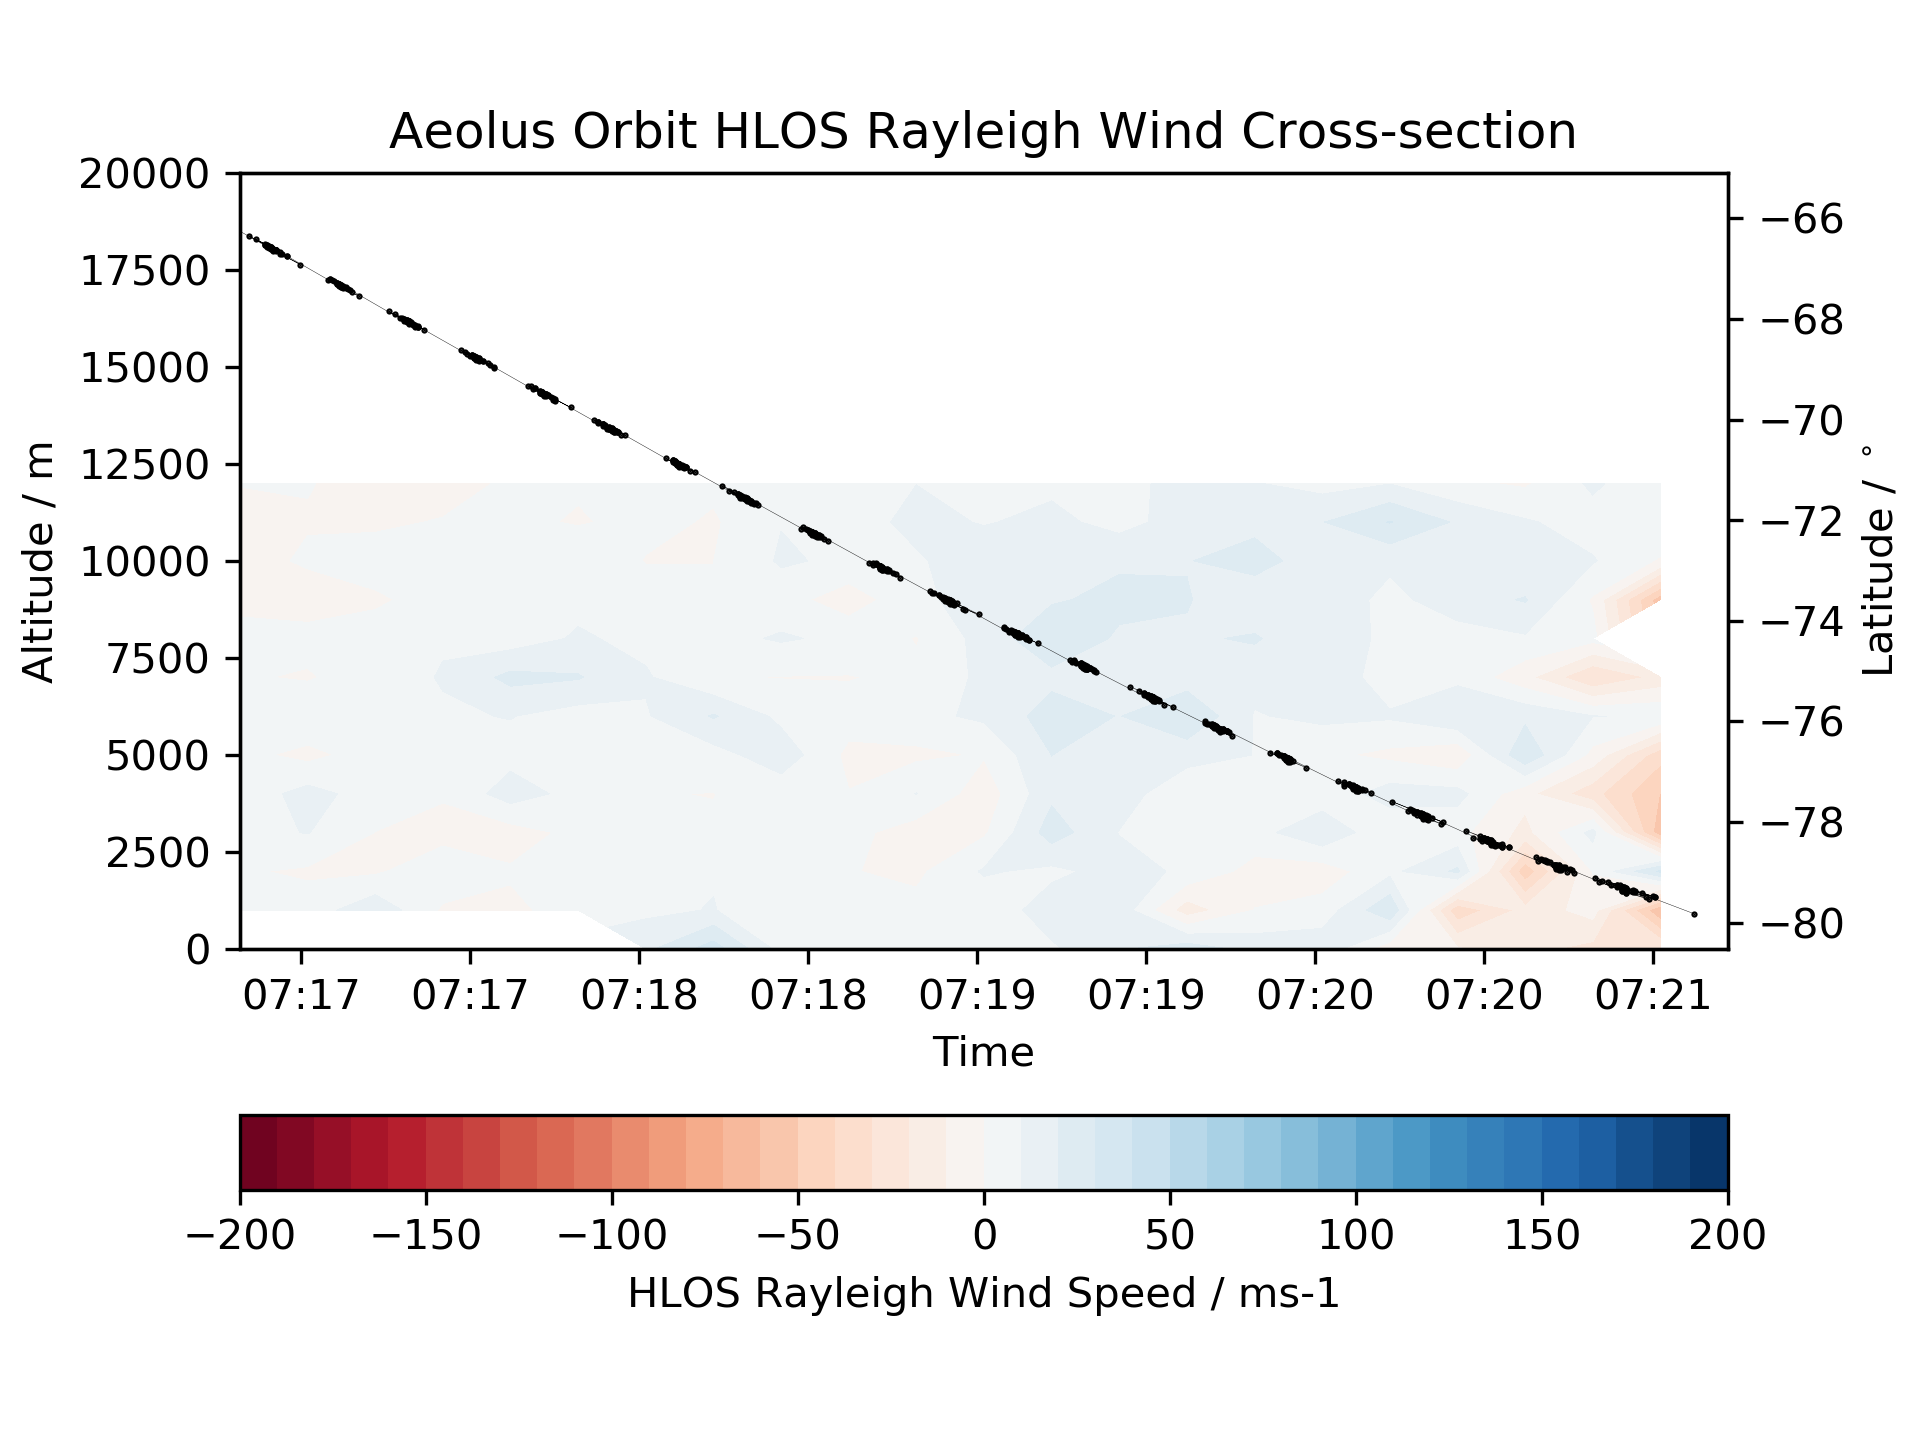 Aeolus Orbit HLOS Rayleigh Wind Cross-section
20000
17500
15000
12500
10000
7500
5000
2500
0
Altitude / m
−66
−68
−70
−72
−74
−76
−78
−80
Latitude / °
07:17 07:17 07:18 07:18 07:19 07:19 07:20 07:20 07:21
Time
−200 −150 −100 −50 0 50 100 150 200
HLOS Rayleigh Wind Speed / ms-1